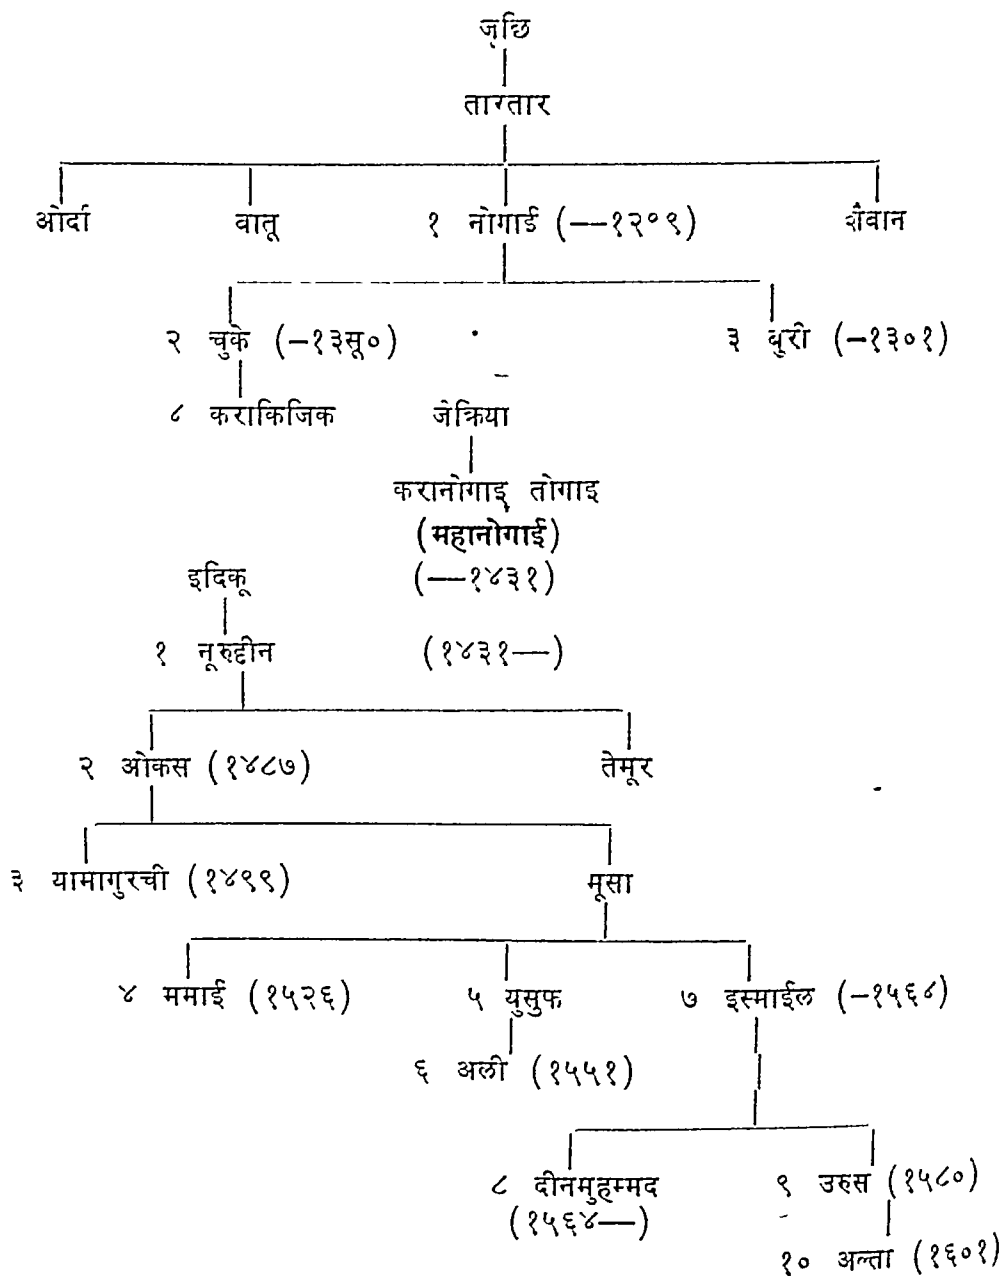 जूछि
तारतार
ओर्दा वातू १ नोगाई (—१२०९) शैवान
२ चुके (-१३सू०) ३ बुरी (-१३०१)
८ कराकिजिक जेक्रिया
करानोगाइ तोगाइ
(महानोगाई)
इदिकू (—१४३१)
१ नूरुद्दीन (१४३१—)
२ ओकस (१४८७) तेमूर
३ यामागुरची (१४९९) मूसा
४ ममाई (१५२६) ५ युसुफ ७ इस्माईल (-१५६४)
६ अली (१५५१)
८ दीनमुहम्मद ९ उरुस (१५८०)
(१५६४—)
१० अल्ता (१६०१)